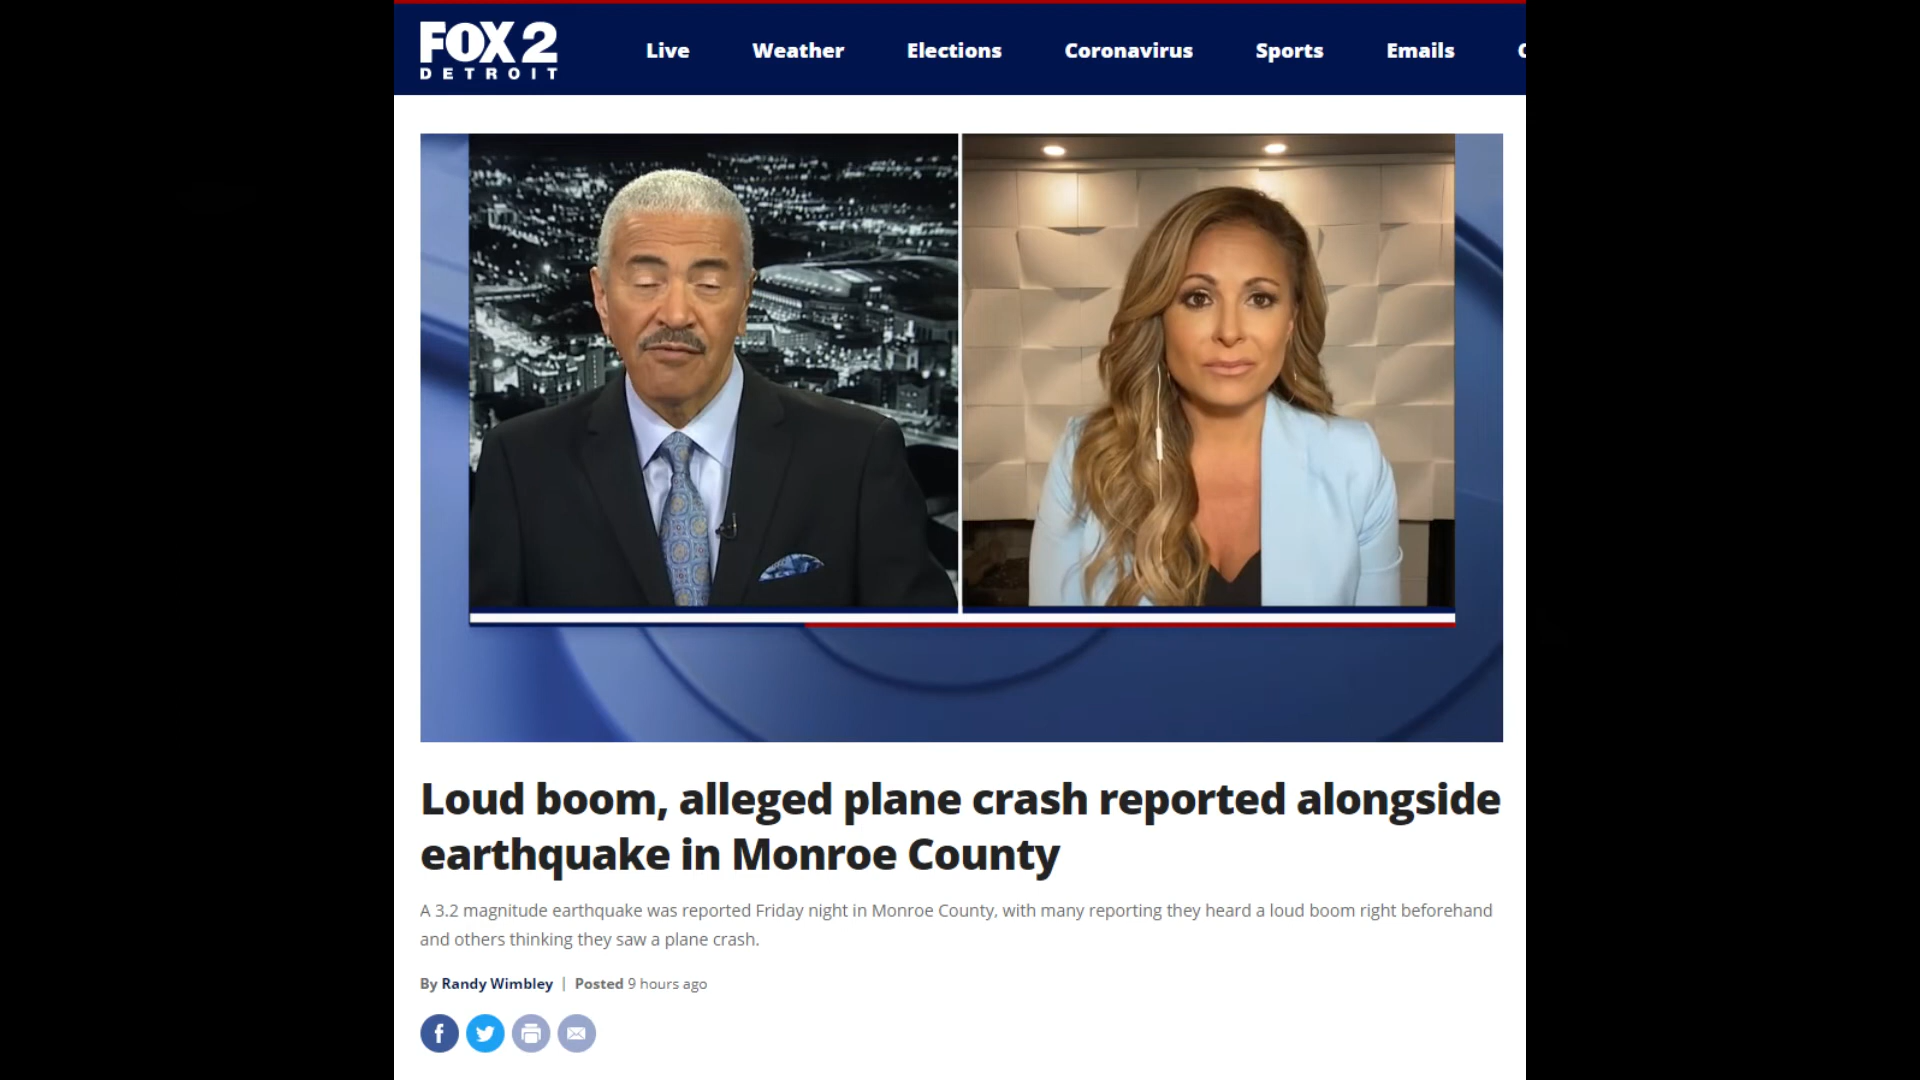 FOX 2
DETROIT
Live Weather Elections Coronavirus Sports Emails
Loud boom, alleged plane crash reported alongside
earthquake in Monroe County
A 3.2 magnitude earthquake was reported Friday night in Monroe County, with many reporting they heard a loud boom right beforehand
and others thinking they saw a plane crash.
By Randy Wimbley | Posted 9 hours ago